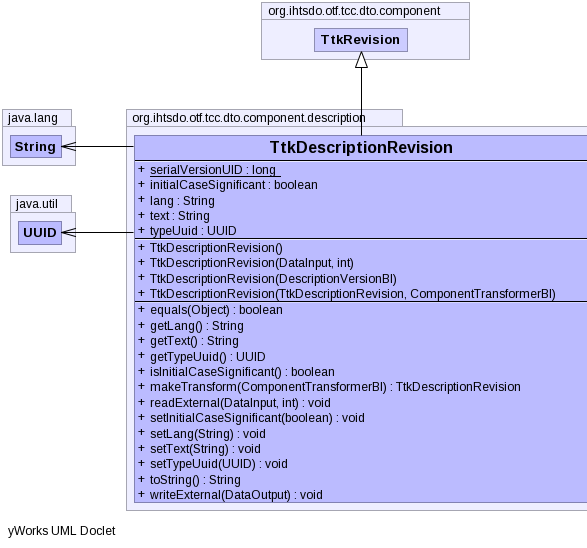 org.ihtsdo.otf.tcc.dto.component
TtkRevision
java.lang
String
org.ihtsdo.otf.tcc.dto.component.description
TtkDescriptionRevision
+ serialVersionUID : long
+ initialCaseSignificant : boolean
+ lang : String
+ text : String
+ typeUuid : UUID
java.util
UUID
+ TtkDescriptionRevision()
+ TtkDescriptionRevision(DataInput, int)
+ TtkDescriptionRevision(DescriptionVersionBI)
+ TtkDescriptionRevision(TtkDescriptionRevision, ComponentTransformerBI)
+ equals(Object) : boolean
+ getLang() : String
+ getText() : String
+ getTypeUuid() : UUID
+ isInitialCaseSignificant() : boolean
+ makeTransform(ComponentTransformerBI) : TtkDescriptionRevision
+ readExternal(DataInput, int) : void
+ setInitialCaseSignificant(boolean) : void
+ setLang(String) : void
+ setText(String) : void
+ setTypeUuid(UUID) : void
+ toString() : String
+ writeExternal(DataOutput) : void
yWorks UML Doclet